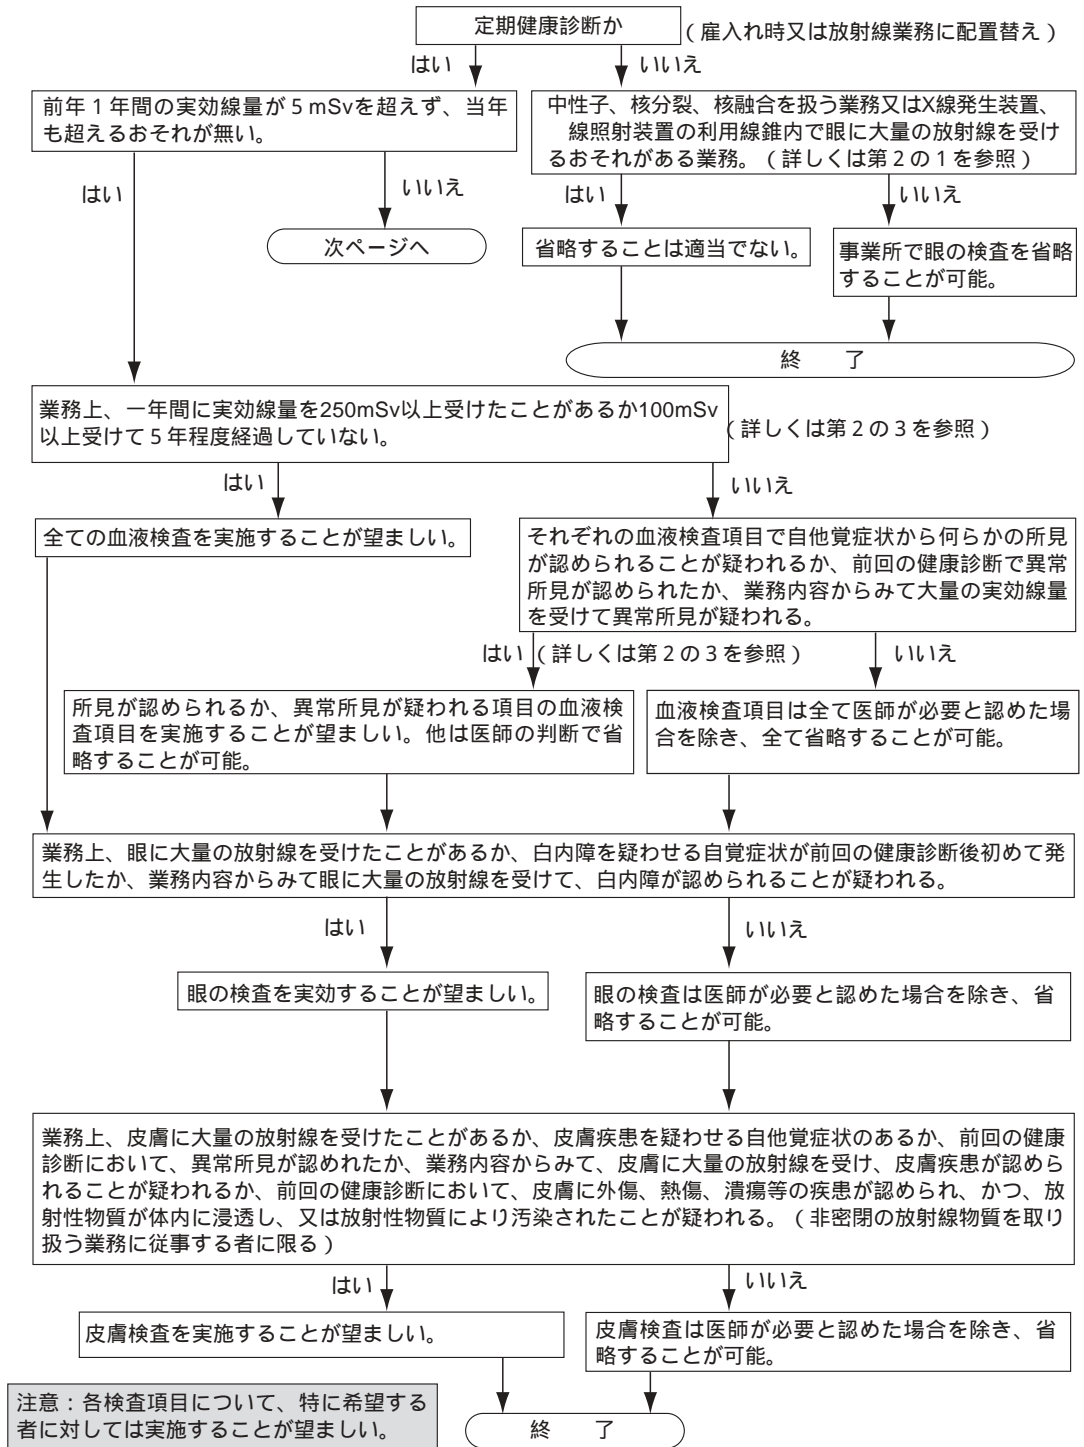 定期健康診断か
（雇入れ時又は放射線業務に配置替え）
はい
いいえ
前年１年間の実効線量が５mSvを超えず、当年
も超えるおそれが無い。
中性子、核分裂、核融合を扱う業務又はX線発生装置、
線照射装置の利用線錐内で眼に大量の放射線を受け
るおそれがある業務。（詳しくは第２の１を参照）
はい
いいえ
はい
いいえ
次ページへ
省略することは適当でない。
事業所で眼の検査を省略
することが可能。
終　了
業務上、一年間に実効線量を250mSv以上受けたことがあるか100mSv
以上受けて５年程度経過していない。
（詳しくは第２の３を参照）
はい
いいえ
全ての血液検査を実施することが望ましい。
それぞれの血液検査項目で自他覚症状から何らかの所見
が認められることが疑われるか、前回の健康診断で異常
所見が認められたか、業務内容からみて大量の実効線量
を受けて異常所見が疑われる。
はい
（詳しくは第２の３を参照）
いいえ
所見が認められるか、異常所見が疑われる項目の血液検
査項目を実施することが望ましい。他は医師の判断で省
略することが可能。
血液検査項目は全て医師が必要と認めた場
合を除き、全て省略することが可能。
業務上、眼に大量の放射線を受けたことがあるか、白内障を疑わせる自覚症状が前回の健康診断後初めて発
生したか、業務内容からみて眼に大量の放射線を受けて、白内障が認められることが疑われる。
はい
いいえ
眼の検査を実効することが望ましい。
眼の検査は医師が必要と認めた場合を除き、省
略することが可能。
業務上、皮膚に大量の放射線を受けたことがあるか、皮膚疾患を疑わせる自他覚症状のあるか、前回の健康
診断において、異常所見が認めれたか、業務内容からみて、皮膚に大量の放射線を受け、皮膚疾患が認めら
れることが疑われるか、前回の健康診断において、皮膚に外傷、熱傷、潰瘍等の疾患が認められ、かつ、放
射性物質が体内に浸透し、又は放射性物質により汚染されたことが疑われる。（非密閉の放射線物質を取り
扱う業務に従事する者に限る）
はい
いいえ
皮膚検査を実施することが望ましい。
皮膚検査は医師が必要と認めた場合を除き、省
略することが可能。
注意：各検査項目について、特に希望する
者に対しては実施することが望ましい。
終　了